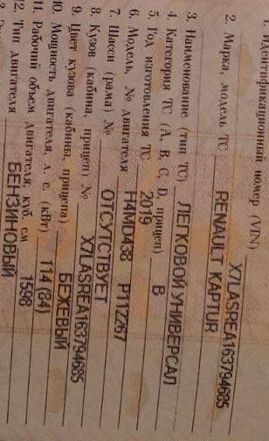 1. Идентификационный номер (VIN) X7LASREA163794685
2. Марка, модель ТС RENAULT KAPTUR
3. Наименование (тип ТС) ЛЕГКОВОЙ УНИВЕРСАЛ
4. Категория ТС (A, B, C, D, прицеп) B
5. Год изготовления ТС 2019
6. Модель, № двигателя H4MD438 P112267
7. Шасси (рама) № ОТСУТСТВУЕТ
8. Кузов (кабина, прицеп) № X7LASREA163794685
9. Цвет кузова (кабины, прицепа) БЕЖЕВЫЙ
10. Мощность двигателя, л. с. (кВт) 114 (84)
11. Рабочий объем двигателя, куб. см 1598
12. Тип двигателя БЕНЗИНОВЫЙ